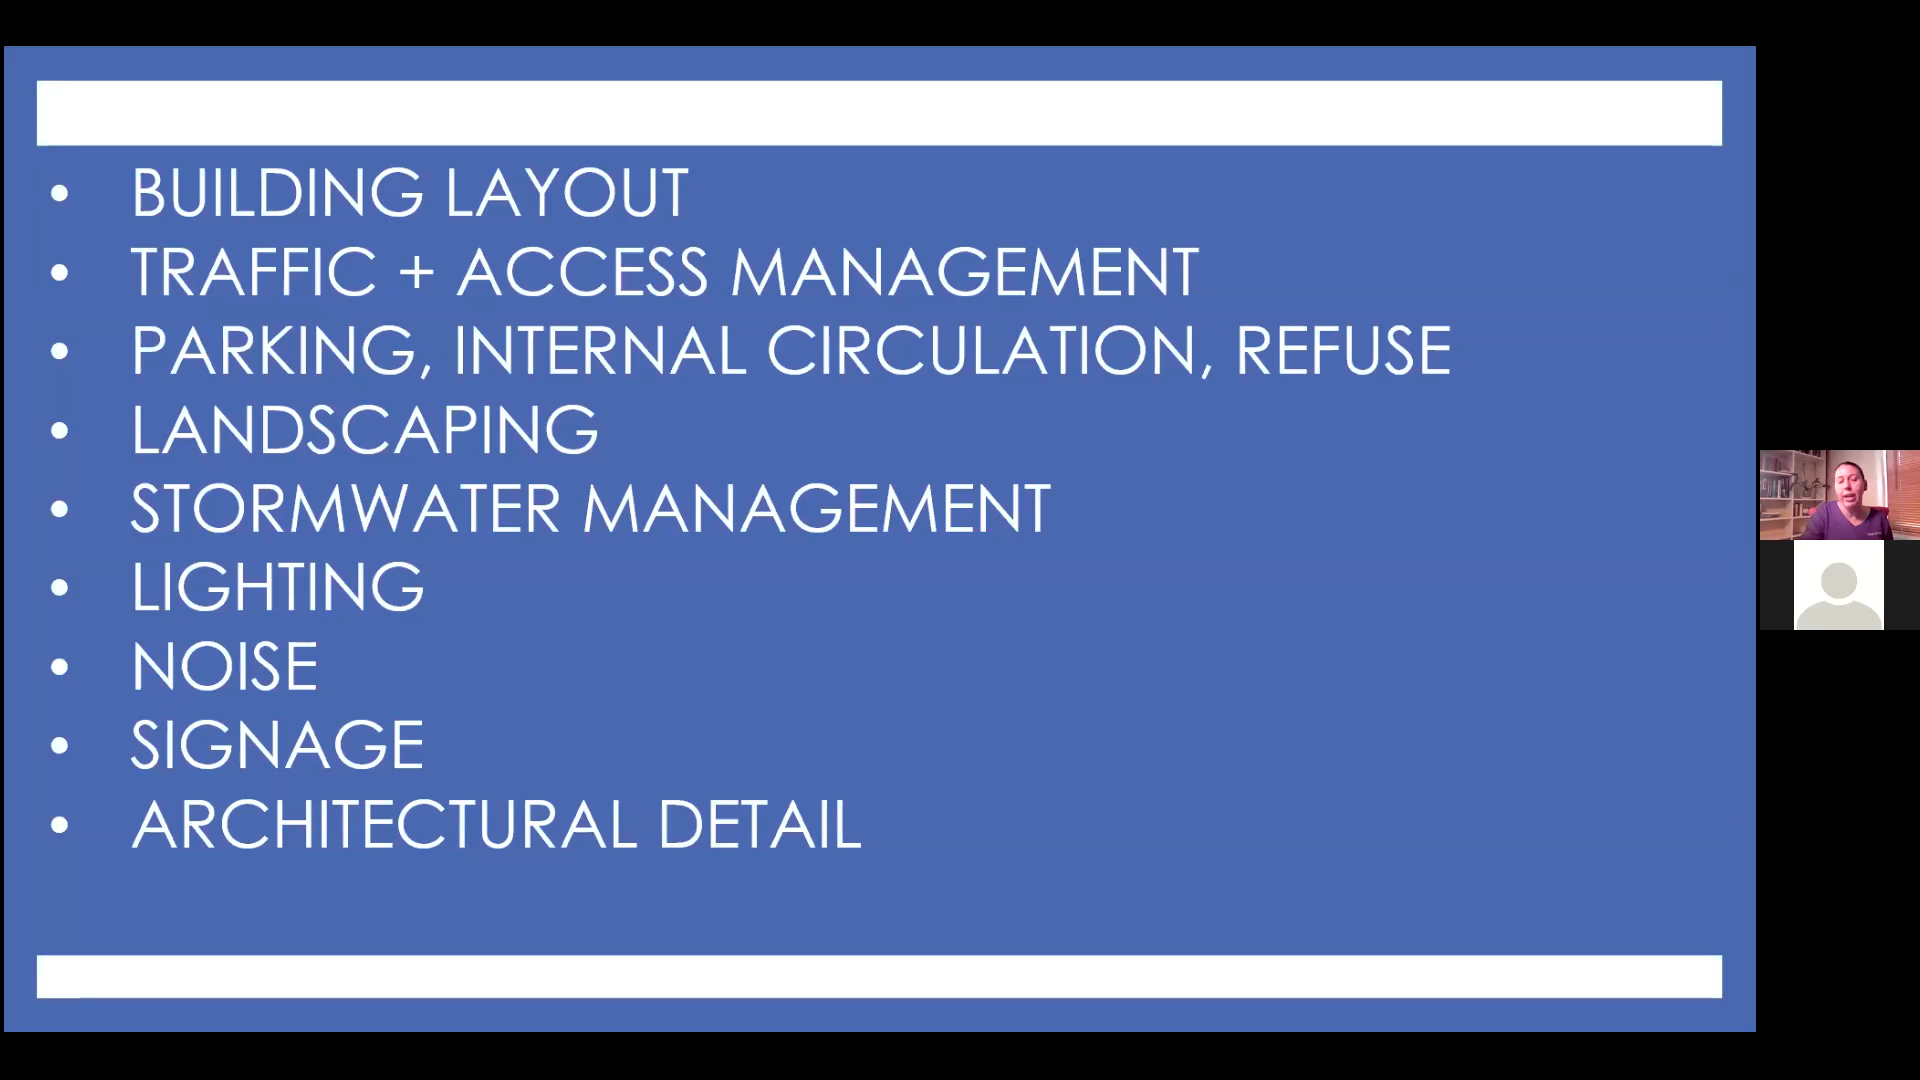 • BUILDING LAYOUT
• TRAFFIC + ACCESS MANAGEMENT
• PARKING, INTERNAL CIRCULATION, REFUSE
• LANDSCAPING
• STORMWATER MANAGEMENT
• LIGHTING
• NOISE
• SIGNAGE
• ARCHITECTURAL DETAIL